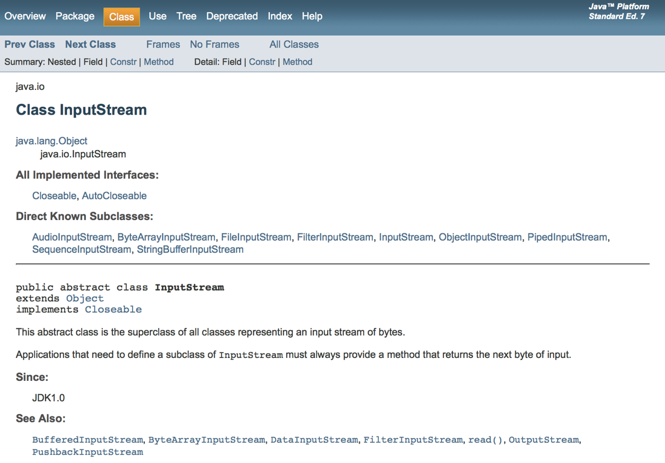 Overview Package Class Use Tree Deprecated Index Help
Java™ Platform
Standard Ed. 7
Prev Class Next Class Frames No Frames All Classes
Summary: Nested | Field | Constr | Method Detail: Field | Constr | Method
java.io
Class InputStream
java.lang.Object
java.io.InputStream
All Implemented Interfaces:
Closeable, AutoCloseable
Direct Known Subclasses:
AudioInputStream, ByteArrayInputStream, FileInputStream, FilterInputStream, InputStream, ObjectInputStream, PipedInputStream,
SequenceInputStream, StringBufferInputStream
public abstract class InputStream
extends Object
implements Closeable
This abstract class is the superclass of all classes representing an input stream of bytes.
Applications that need to define a subclass of InputStream must always provide a method that returns the next byte of input.
Since:
JDK1.0
See Also:
BufferedInputStream, ByteArrayInputStream, DataInputStream, FilterInputStream, read(), OutputStream,
PushbackInputStream